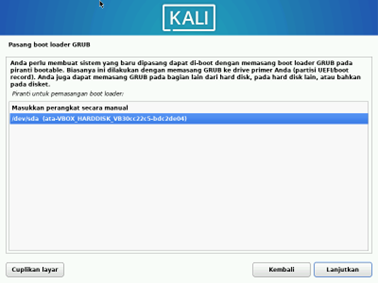 KALI
Pasang boot loader GRUB
Anda perlu membuat sistem yang baru dipasang dapat di-boot dengan memasang boot loader GRUB pada
piranti bootable. Biasanya ini dilakukan dengan memasang GRUB ke drive primer Anda (partisi UEFI/boot
record). Anda juga dapat memasang GRUB pada bagian lain dari hard disk, pada hard disk lain, atau bahkan
pada disket.
Piranti untuk pemasangan boot loader:
Masukkan perangkat secara manual
/dev/sda (ata-VBOX_HARDDISK_VB30cc22c5-bdc2de04)
Cuplikan layar
Kembali
Lanjutkan